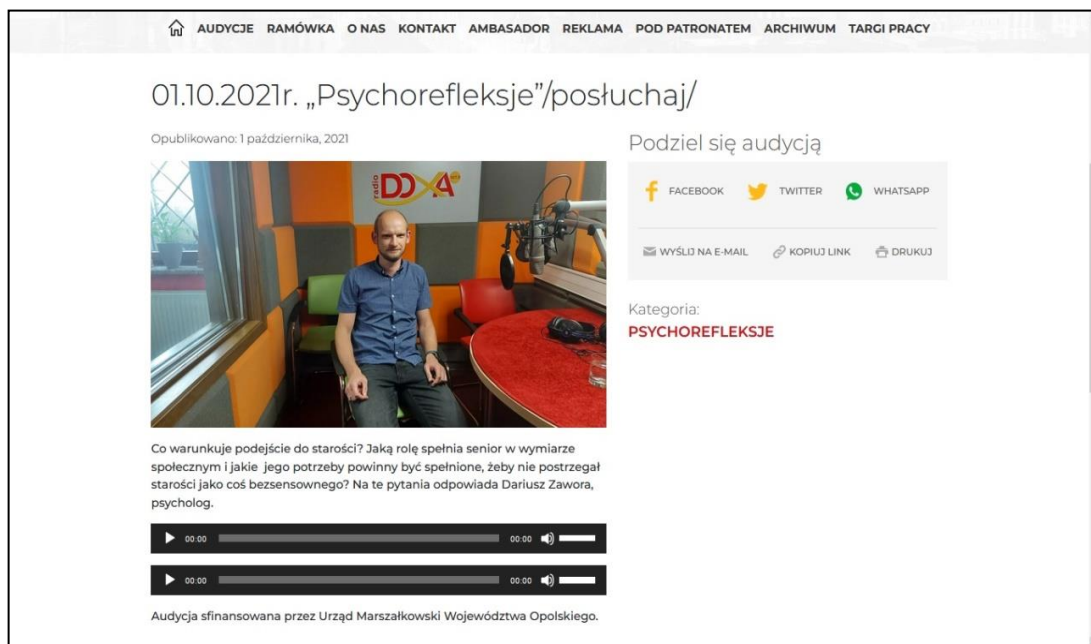 AUDYCJE RAMÓWKA O NAS KONTAKT AMBASADOR REKLAMA POD PATRONATEM ARCHIWUM TARGI PRACY
01.10.2021r. „Psychorefleksje”/posłuchaj/
Opublikowano: 1 października, 2021
radio DOXA
Co warunkuje podejście do starości? Jaką rolę spełnia senior w wymiarze
społecznym i jakie jego potrzeby powinny być spełnione, żeby nie postrzegał
starości jako coś bezsensownego? Na te pytania odpowiada Dariusz Zawora,
psycholog.
00:00 00:00
00:00 00:00
Audycja sfinansowana przez Urząd Marszałkowski Województwa Opolskiego.
Podziel się audycją
FACEBOOK TWITTER WHATSAPP
WYŚLIJ NA E-MAIL KOPIUJ LINK DRUKUJ
Kategoria:
PSYCHOREFLEKSJE